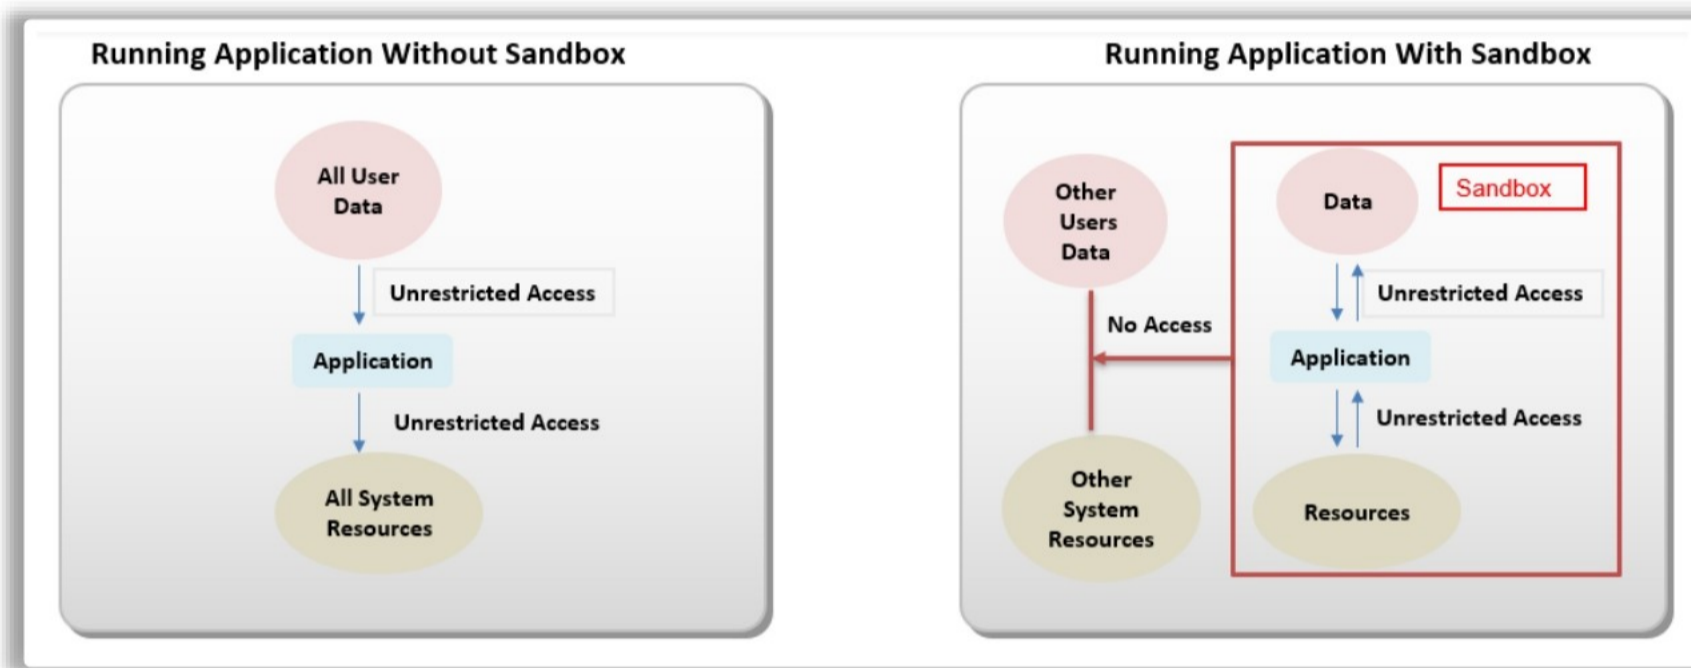 Running Application Without Sandbox
All User
Data
Unrestricted Access
Application
Unrestricted Access
All System
Resources
Running Application With Sandbox
Other
Users
Data
No Access
Other
System
Resources
Data
Sandbox
Unrestricted Access
Application
Unrestricted Access
Resources